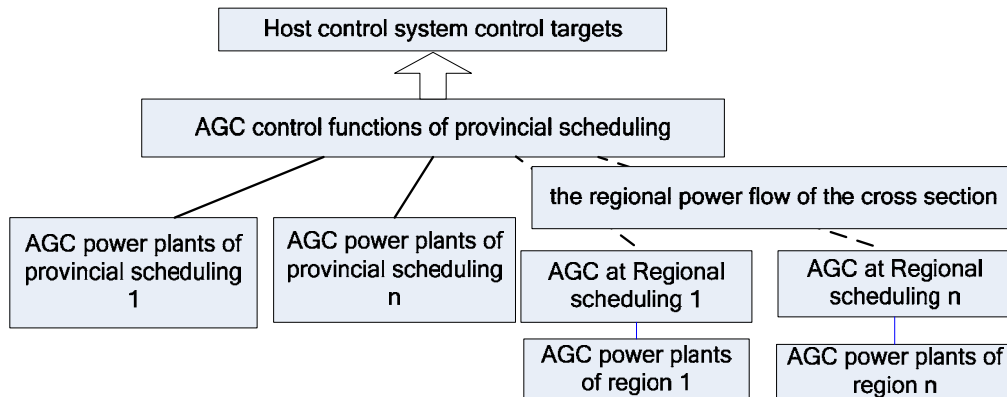 Host control system control targets
AGC control functions of provincial scheduling
the regional power flow of the cross section
AGC power plants of
provincial scheduling
1
AGC power plants of
provincial scheduling
n
AGC at Regional
scheduling 1
AGC at Regional
scheduling n
AGC power plants
of region 1
AGC power plants of
region n